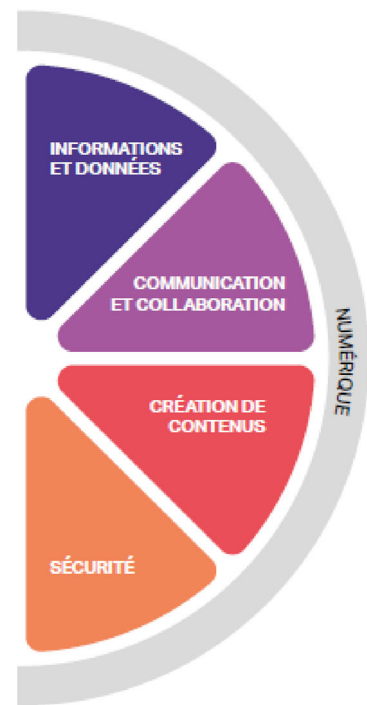 INFORMATIONS
ET DONNÉES
COMMUNICATION
ET COLLABORATION
NUMÉRIQUE
CRÉATION DE
CONTENUS
SÉCURITÉ